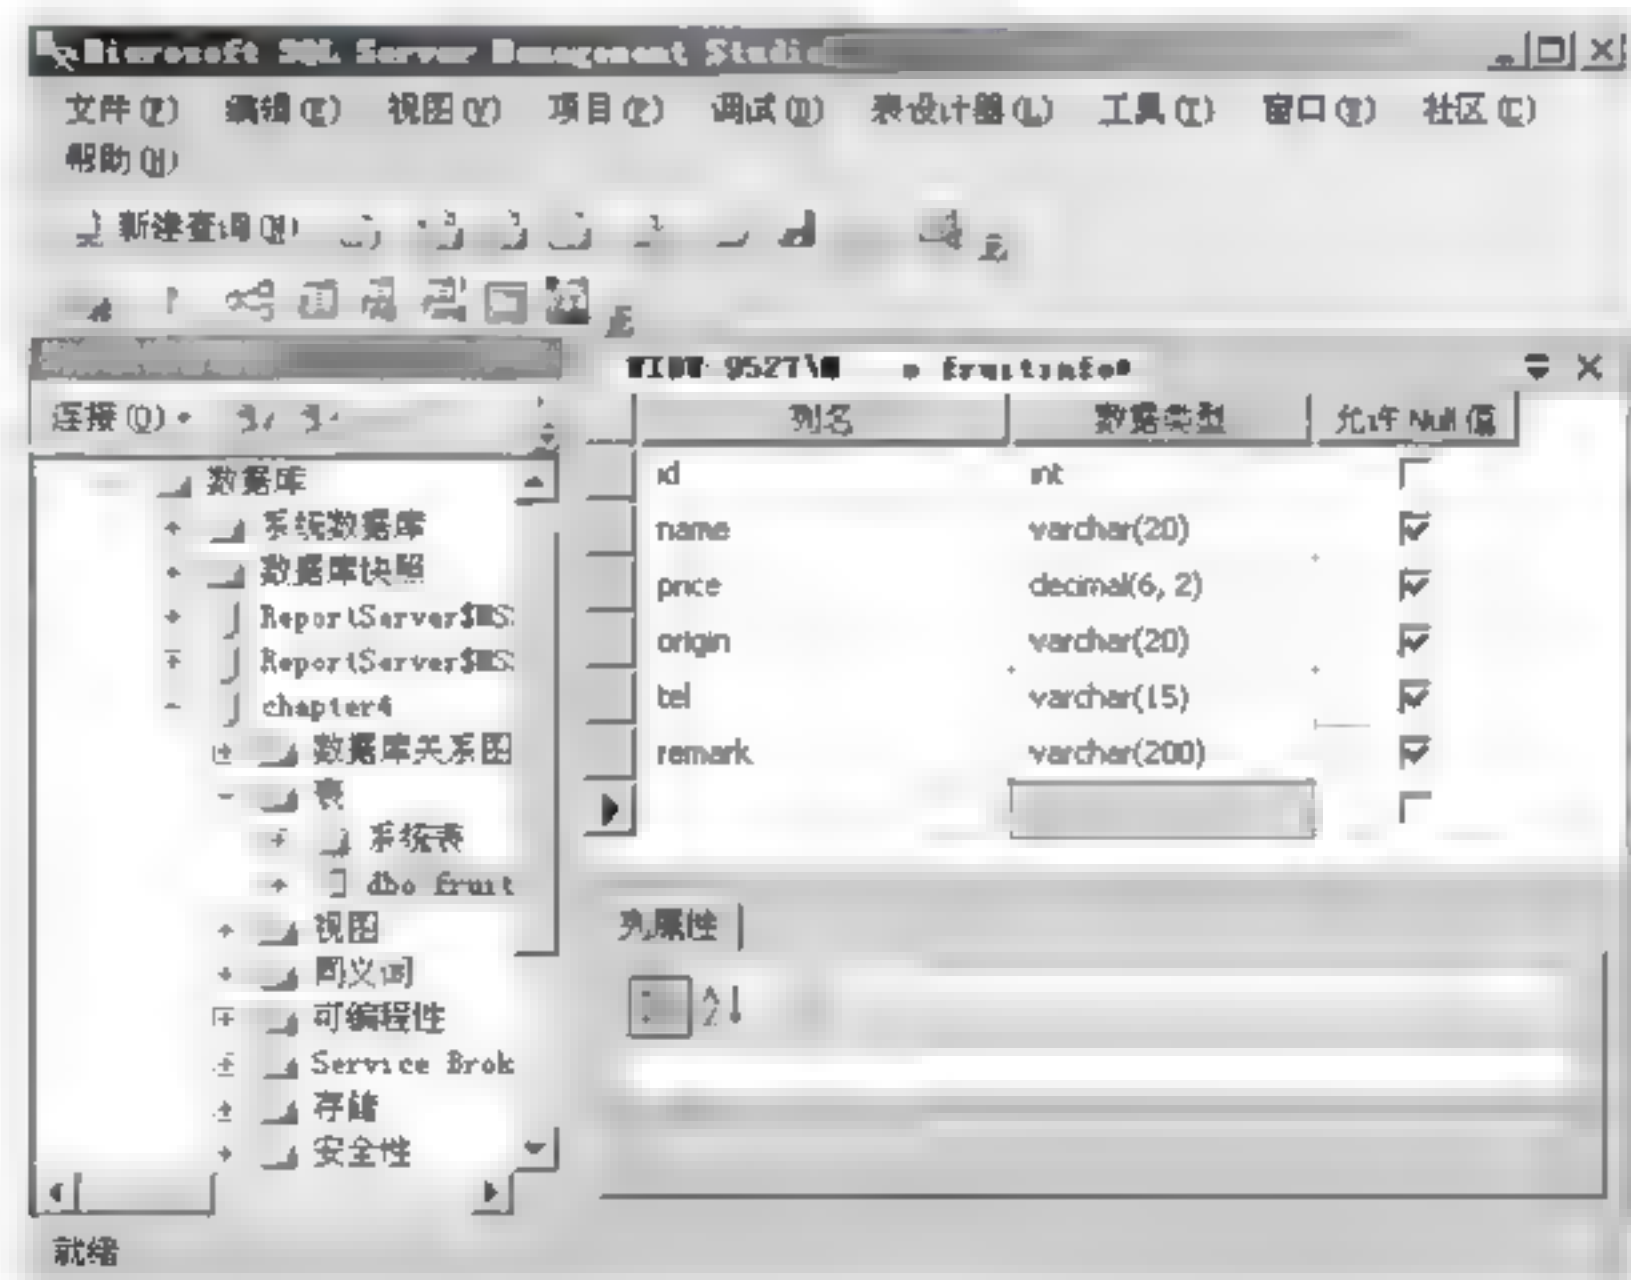 Microsoft SQL Server Management Studio
文件(F) 编辑(E) 视图(V) 项目(P) 调试(D) 表设计器(L) 工具(T) 窗口(W) 社区(C)
帮助(H)
新建查询(N)
fruitinfo*
连接(O)
列名 数据类型 允许 Null 值
id int
name varchar(20)
price decimal(6, 2)
origin varchar(20)
tel varchar(15)
remark varchar(200)
数据库
系统数据库
数据库快照
ReportServer$MS
ReportServer$MS
chapter4
数据库关系图
表
系统表
dbo fruit
视图
同义词
可编程性
Service Brok
存储
安全性
列属性
就绪